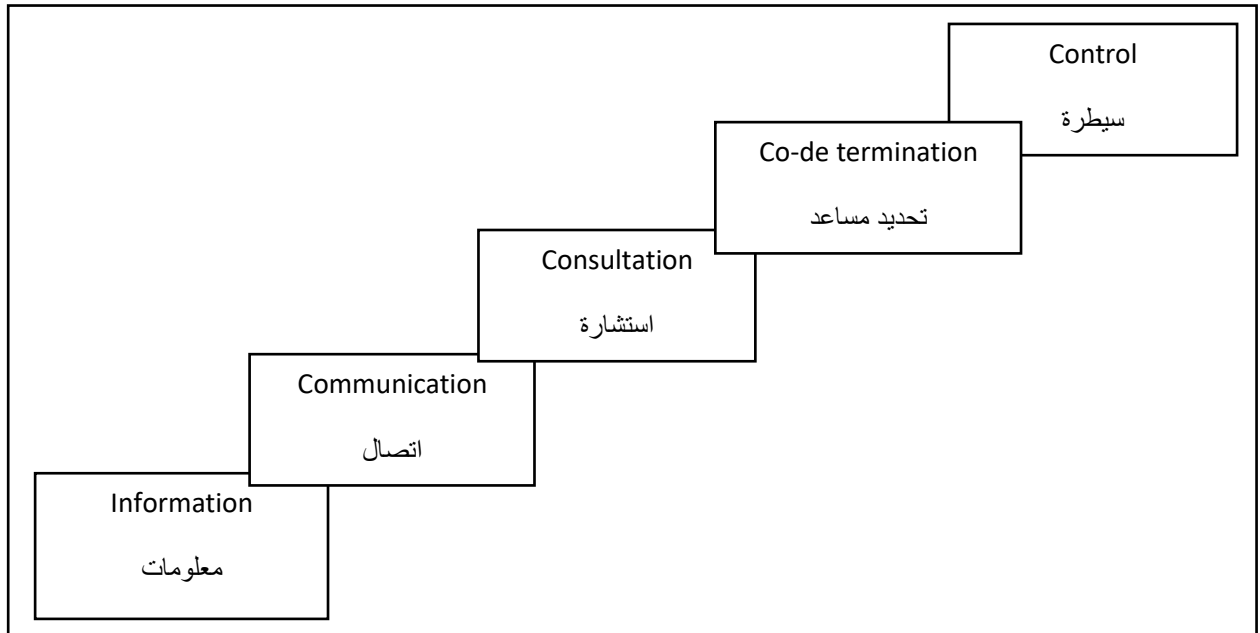 Control
سيطرة
Co-de termination
تحديد مساعد
Consultation
استشارة
Communication
اتصال
Information
معلومات